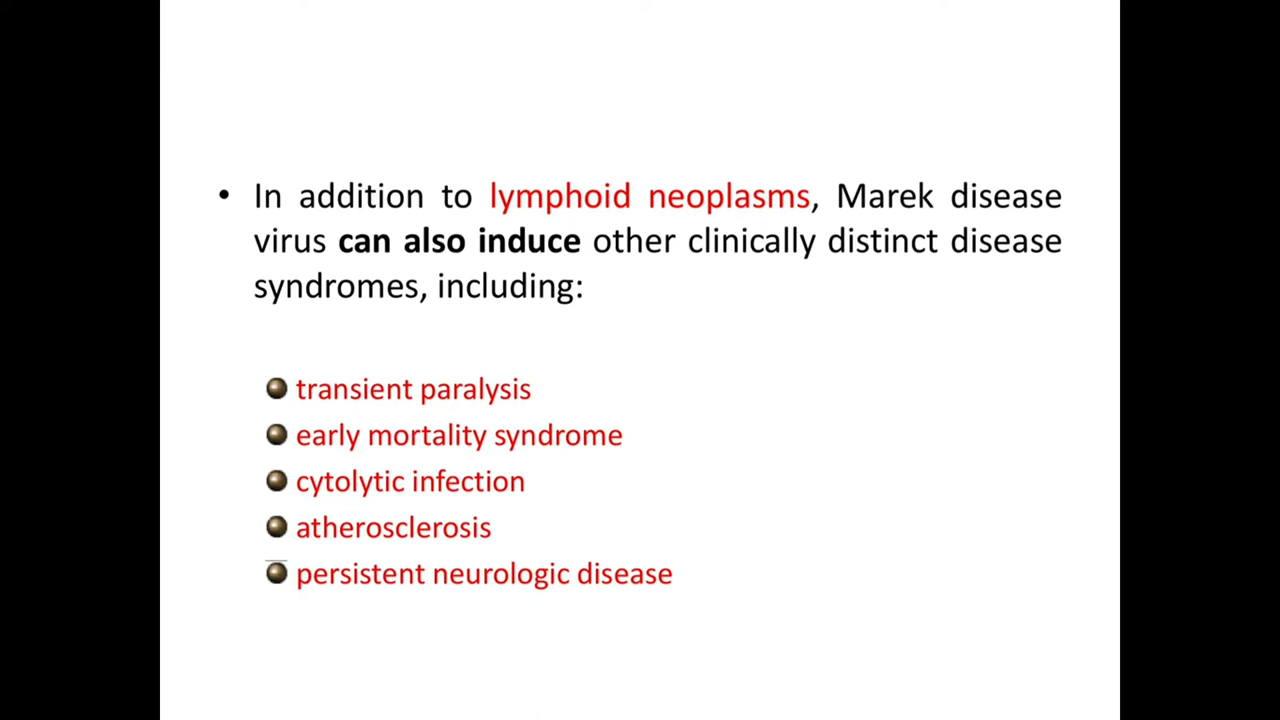 • In addition to lymphoid neoplasms, Marek disease
virus can also induce other clinically distinct disease
syndromes, including:
transient paralysis
early mortality syndrome
cytolytic infection
atherosclerosis
persistent neurologic disease